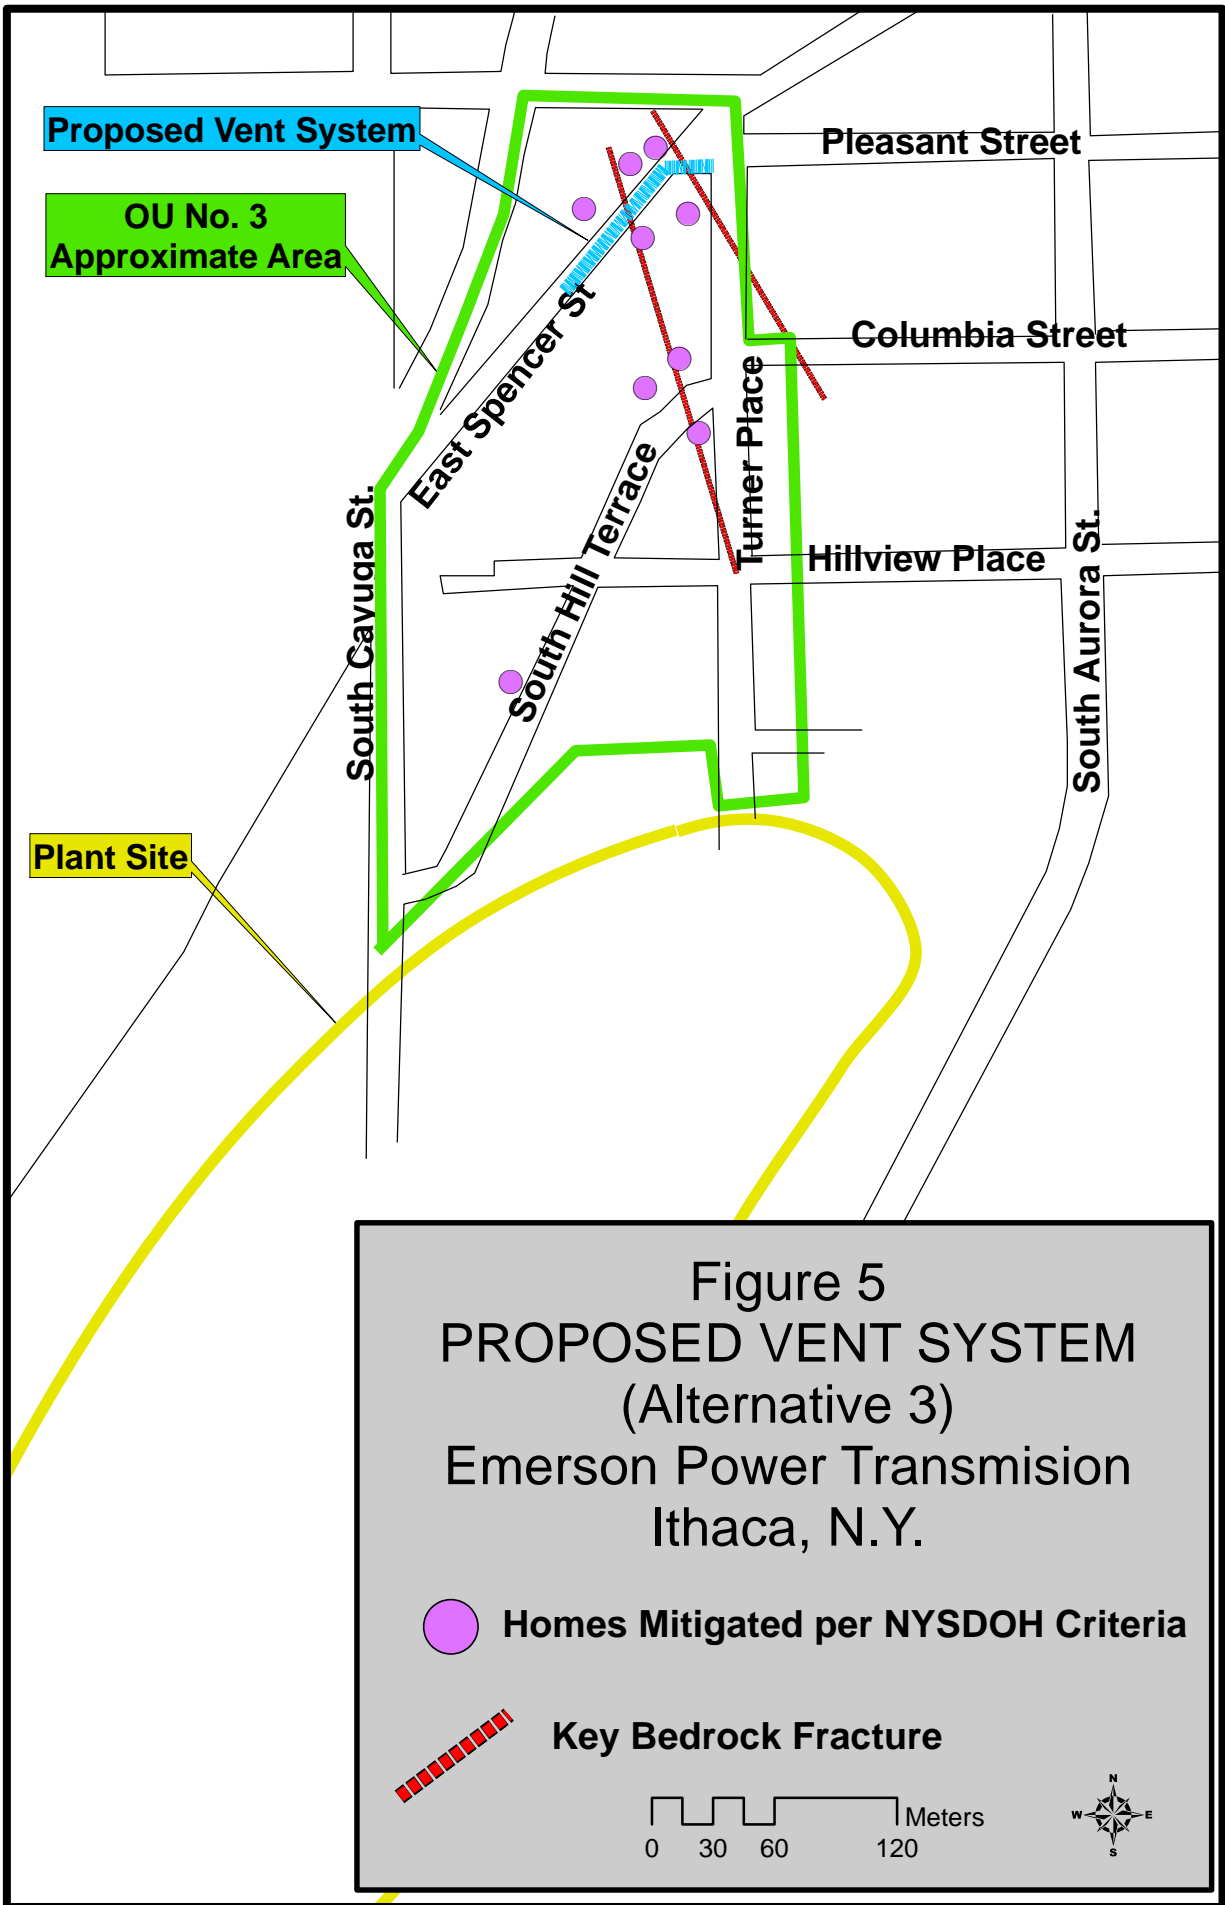 Proposed Vent System
OU No. 3
Approximate Area
Pleasant Street
Columbia Street
East Spencer St
Turner Place
South Hill Terrace
South Cayuga St.
Hillview Place
South Aurora St.
Plant Site
Figure 5
PROPOSED VENT SYSTEM
(Alternative 3)
Emerson Power Transmision
Ithaca, N.Y.
Homes Mitigated per NYSDOH Criteria
Key Bedrock Fracture
Meters
0 30 60 120
N
W E
S